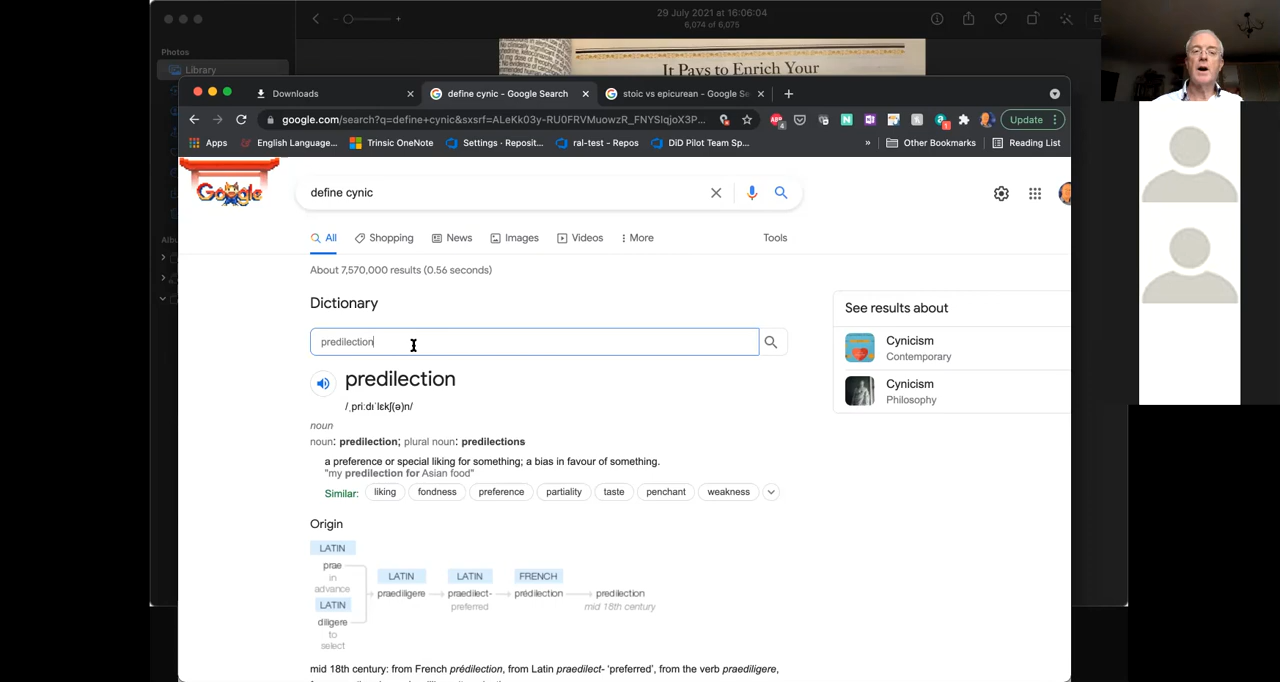 29 July 2021 at 16:06:04
6,074 of 6,075
Photos
Library
It Pays to Enrich Your
Downloads
define cynic - Google Search
stoic vs epicurean - Google Se
google.com/search?q=define+cynic&sxsrf=ALeKk03y-RU0FRVMuowzR_FNYSIqjoX3P...
Update
Apps
English Language...
Trinsic OneNote
Settings · Reposit...
ral-test - Repos
DiD Pilot Team Sp...
»
Other Bookmarks
Reading List
Google
define cynic
All
Shopping
News
Images
Videos
More
Tools
About 7,570,000 results (0.56 seconds)
Dictionary
See results about
predilection
Cynicism
Contemporary
predilection
Cynicism
Philosophy
/ˌpriːdɪˈlɛkʃ(ə)n/
noun
noun: predilection; plural noun: predilections
a preference or special liking for something; a bias in favour of something.
"my predilection for Asian food"
Similar:
liking
fondness
preference
partiality
taste
penchant
weakness
Origin
LATIN
prae
in
advance
LATIN
diligere
to
select
LATIN
praediligere
LATIN
praedilect-
preferred
FRENCH
prédilection
predilection
mid 18th century
mid 18th century: from French prédilection, from Latin praedilect- ‘preferred’, from the verb praediligere,